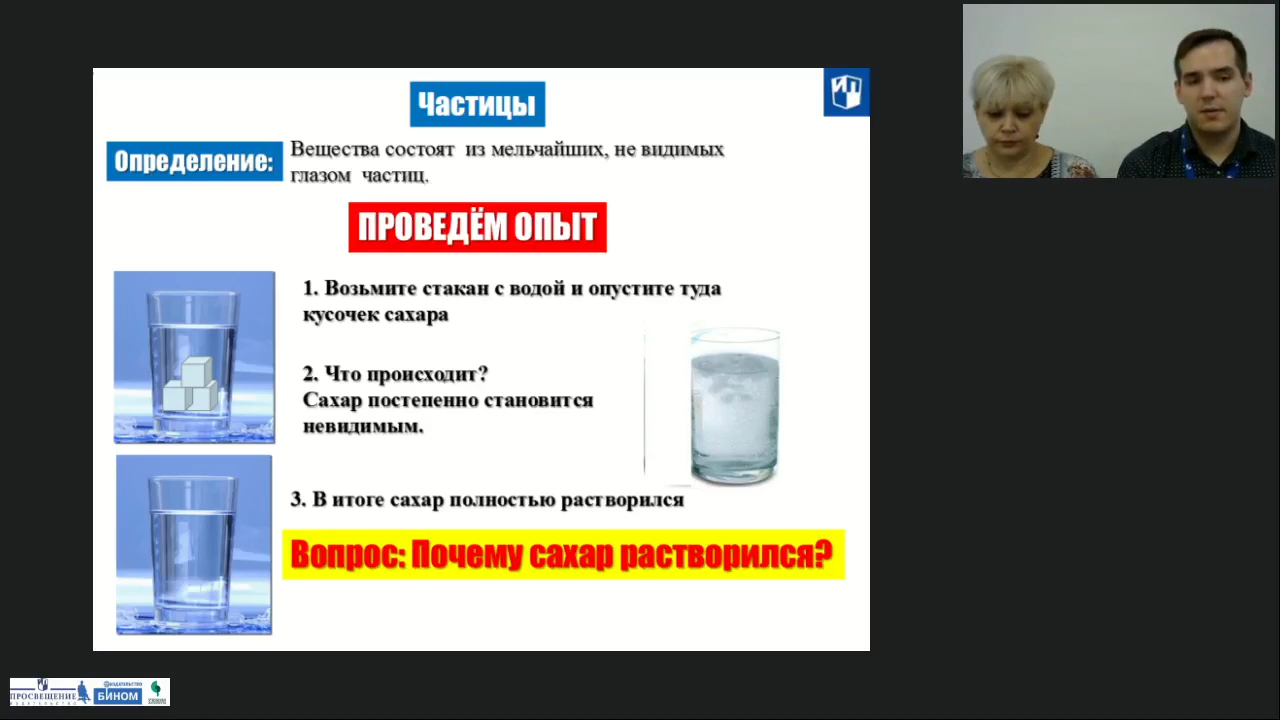 Частицы
Определение:
Вещества состоят из мельчайших, не видимых
глазом частиц.
ПРОВЕДЁМ ОПЫТ
1. Возьмите стакан с водой и опустите туда
кусочек сахара
2. Что происходит?
Сахар постепенно становится
невидимым.
3. В итоге сахар полностью растворился
Вопрос: Почему сахар растворился?
ПРОСВЕЩЕНИЕ
ИЗДАТЕЛЬСТВО
ИЗДАТЕЛЬСТВО
БИНОМ